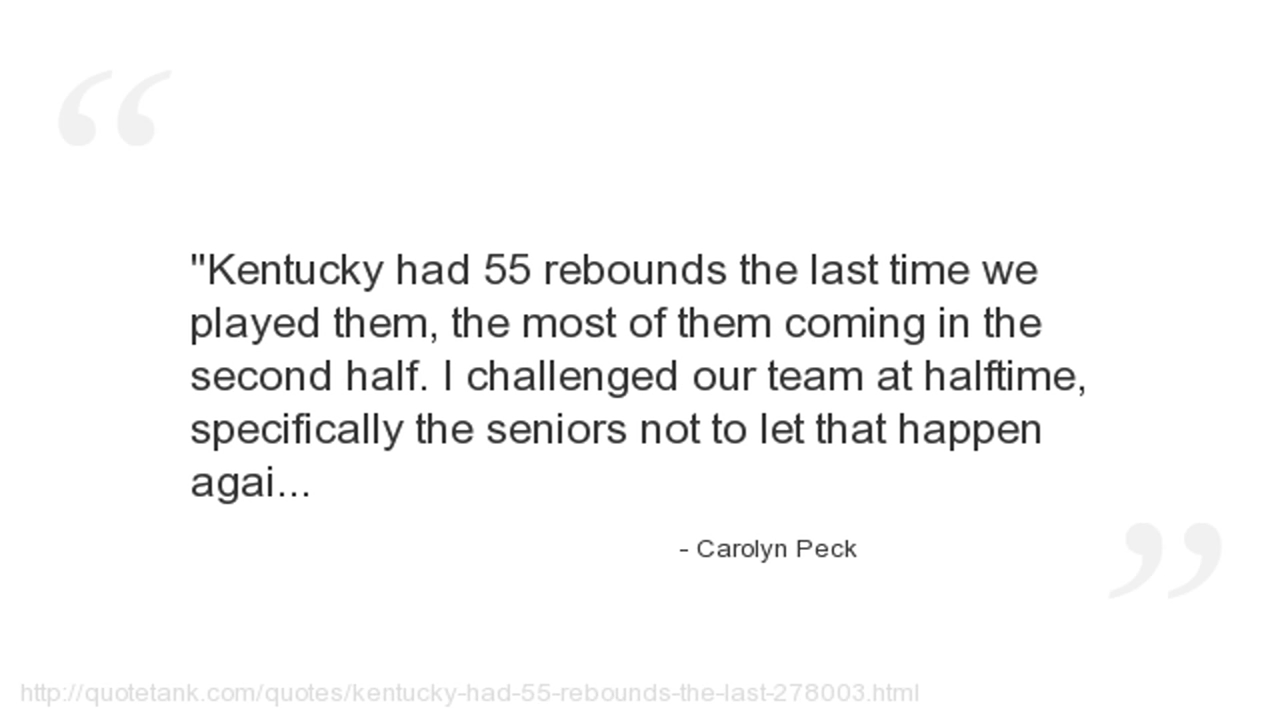 "Kentucky had 55 rebounds the last time we
played them, the most of them coming in the
second half. I challenged our team at halftime,
specifically the seniors not to let that happen
agai...
- Carolyn Peck
http://quotetank.com/quotes/kentucky-had-55-rebounds-the-last-278003.html